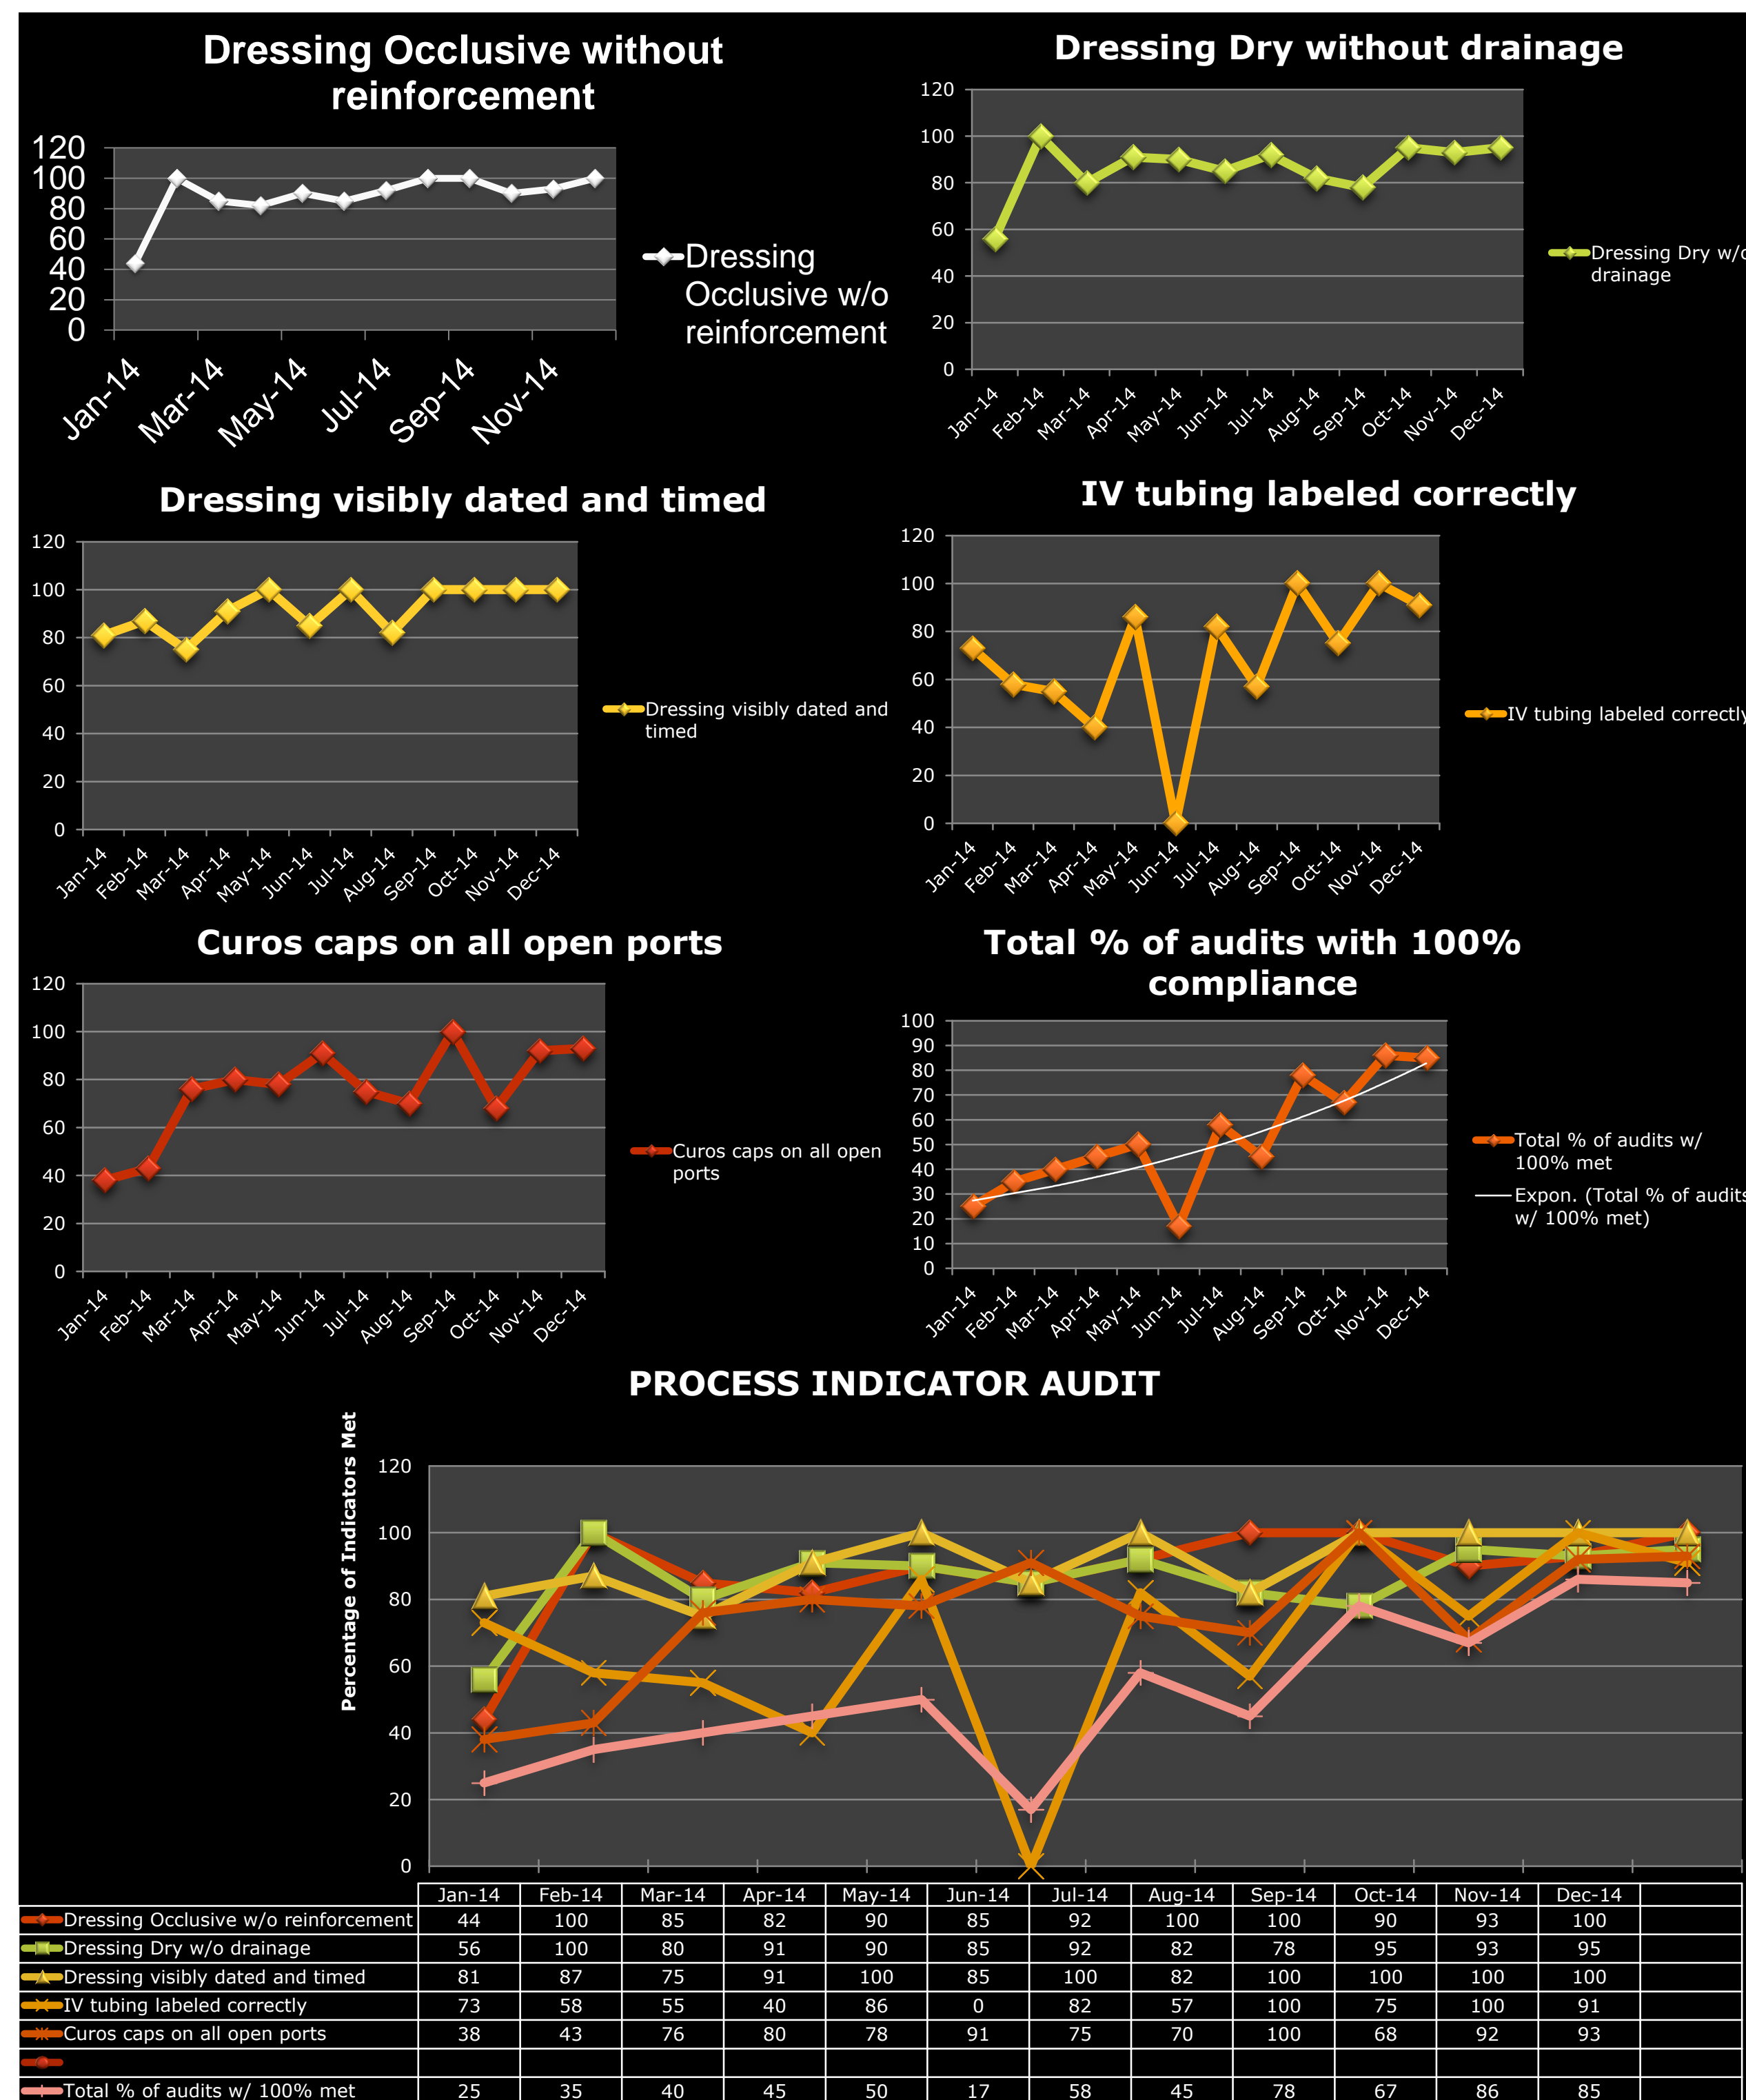 Dressing Occlusive without
reinforcement
120
100
80
60
40
20
0
Jan-14
Mar-14
May-14
Jul-14
Sep-14
Nov-14
Dressing
Occlusive w/o
reinforcement
Dressing Dry without drainage
120
100
80
60
40
20
0
Jan-14
Feb-14
Mar-14
Apr-14
May-14
Jun-14
Jul-14
Aug-14
Sep-14
Oct-14
Nov-14
Dec-14
Dressing Dry w/o
drainage
Dressing visibly dated and timed
120
100
80
60
40
20
0
Jan-14
Feb-14
Mar-14
Apr-14
May-14
Jun-14
Jul-14
Aug-14
Sep-14
Oct-14
Nov-14
Dec-14
Dressing visibly dated and
timed
IV tubing labeled correctly
120
100
80
60
40
20
0
Jan-14
Feb-14
Mar-14
Apr-14
May-14
Jun-14
Jul-14
Aug-14
Sep-14
Oct-14
Nov-14
Dec-14
IV tubing labeled correctly
Curos caps on all open ports
120
100
80
60
40
20
0
Jan-14
Feb-14
Mar-14
Apr-14
May-14
Jun-14
Jul-14
Aug-14
Sep-14
Oct-14
Nov-14
Dec-14
Curos caps on all open
ports
Total % of audits with 100%
compliance
100
90
80
70
60
50
40
30
20
10
0
Jan-14
Feb-14
Mar-14
Apr-14
May-14
Jun-14
Jul-14
Aug-14
Sep-14
Oct-14
Nov-14
Dec-14
Total % of audits w/
100% met
Expon. (Total % of audits
w/ 100% met)
PROCESS INDICATOR AUDIT
Percentage of Indicators Met
120
100
80
60
40
20
0
Jan-14 Feb-14 Mar-14 Apr-14 May-14 Jun-14 Jul-14 Aug-14 Sep-14 Oct-14 Nov-14 Dec-14
Dressing Occlusive w/o reinforcement 44 100 85 82 90 85 92 100 100 90 93 100
Dressing Dry w/o drainage 56 100 80 91 90 85 92 82 78 95 93 95
Dressing visibly dated and timed 81 87 75 91 100 85 100 82 100 100 100 100
IV tubing labeled correctly 73 58 55 40 86 0 82 57 100 75 100 91
Curos caps on all open ports 38 43 76 80 78 91 75 70 100 68 92 93
Total % of audits w/ 100% met 25 35 40 45 50 17 58 45 78 67 86 85